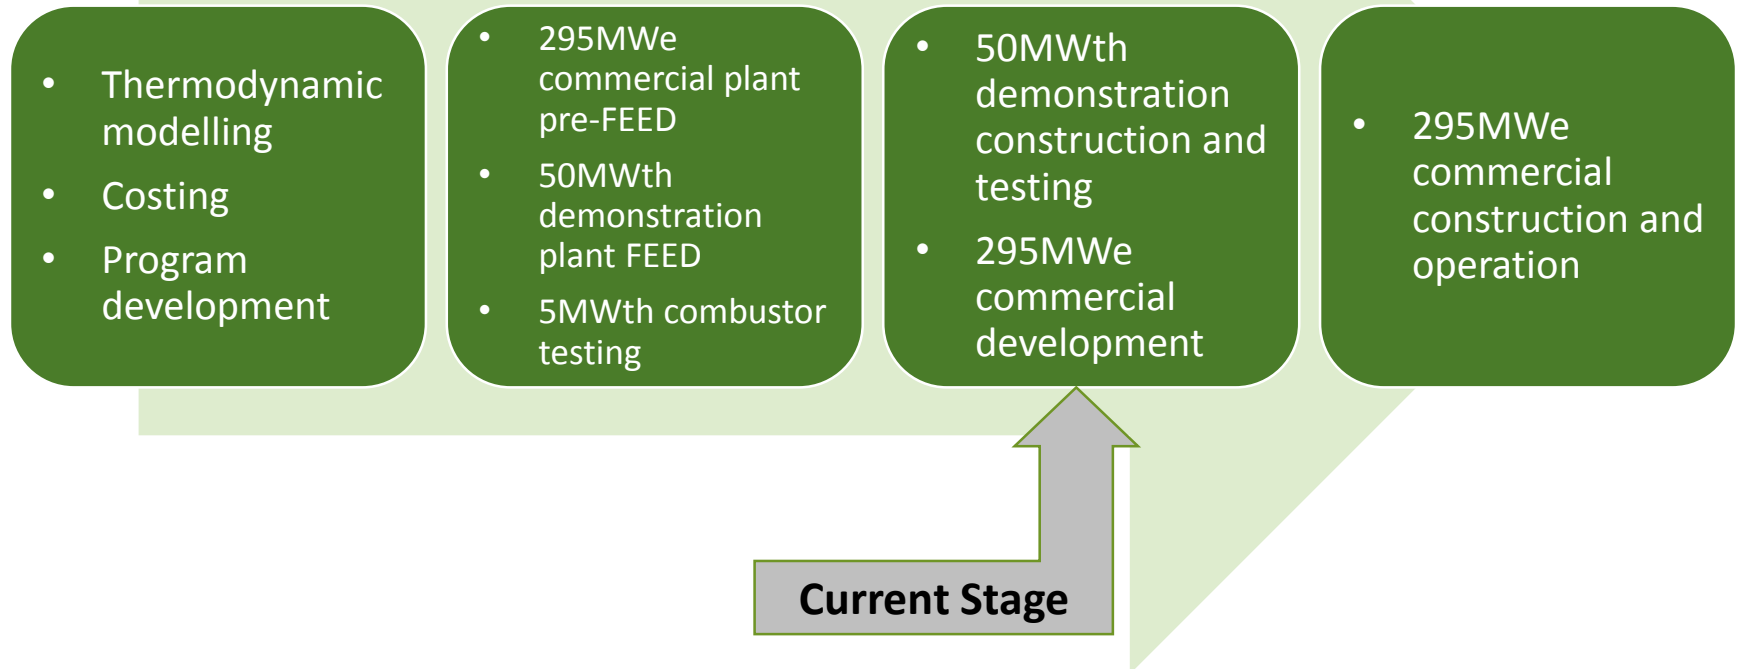 • Thermodynamic
modelling
• Costing
• Program
development
• 295MWe
commercial plant
pre-FEED
• 50MWth
demonstration
plant FEED
• 5MWth combustor
testing
• 50MWth
demonstration
construction and
testing
• 295MWe
commercial
development
• 295MWe
commercial
construction and
operation
Current Stage